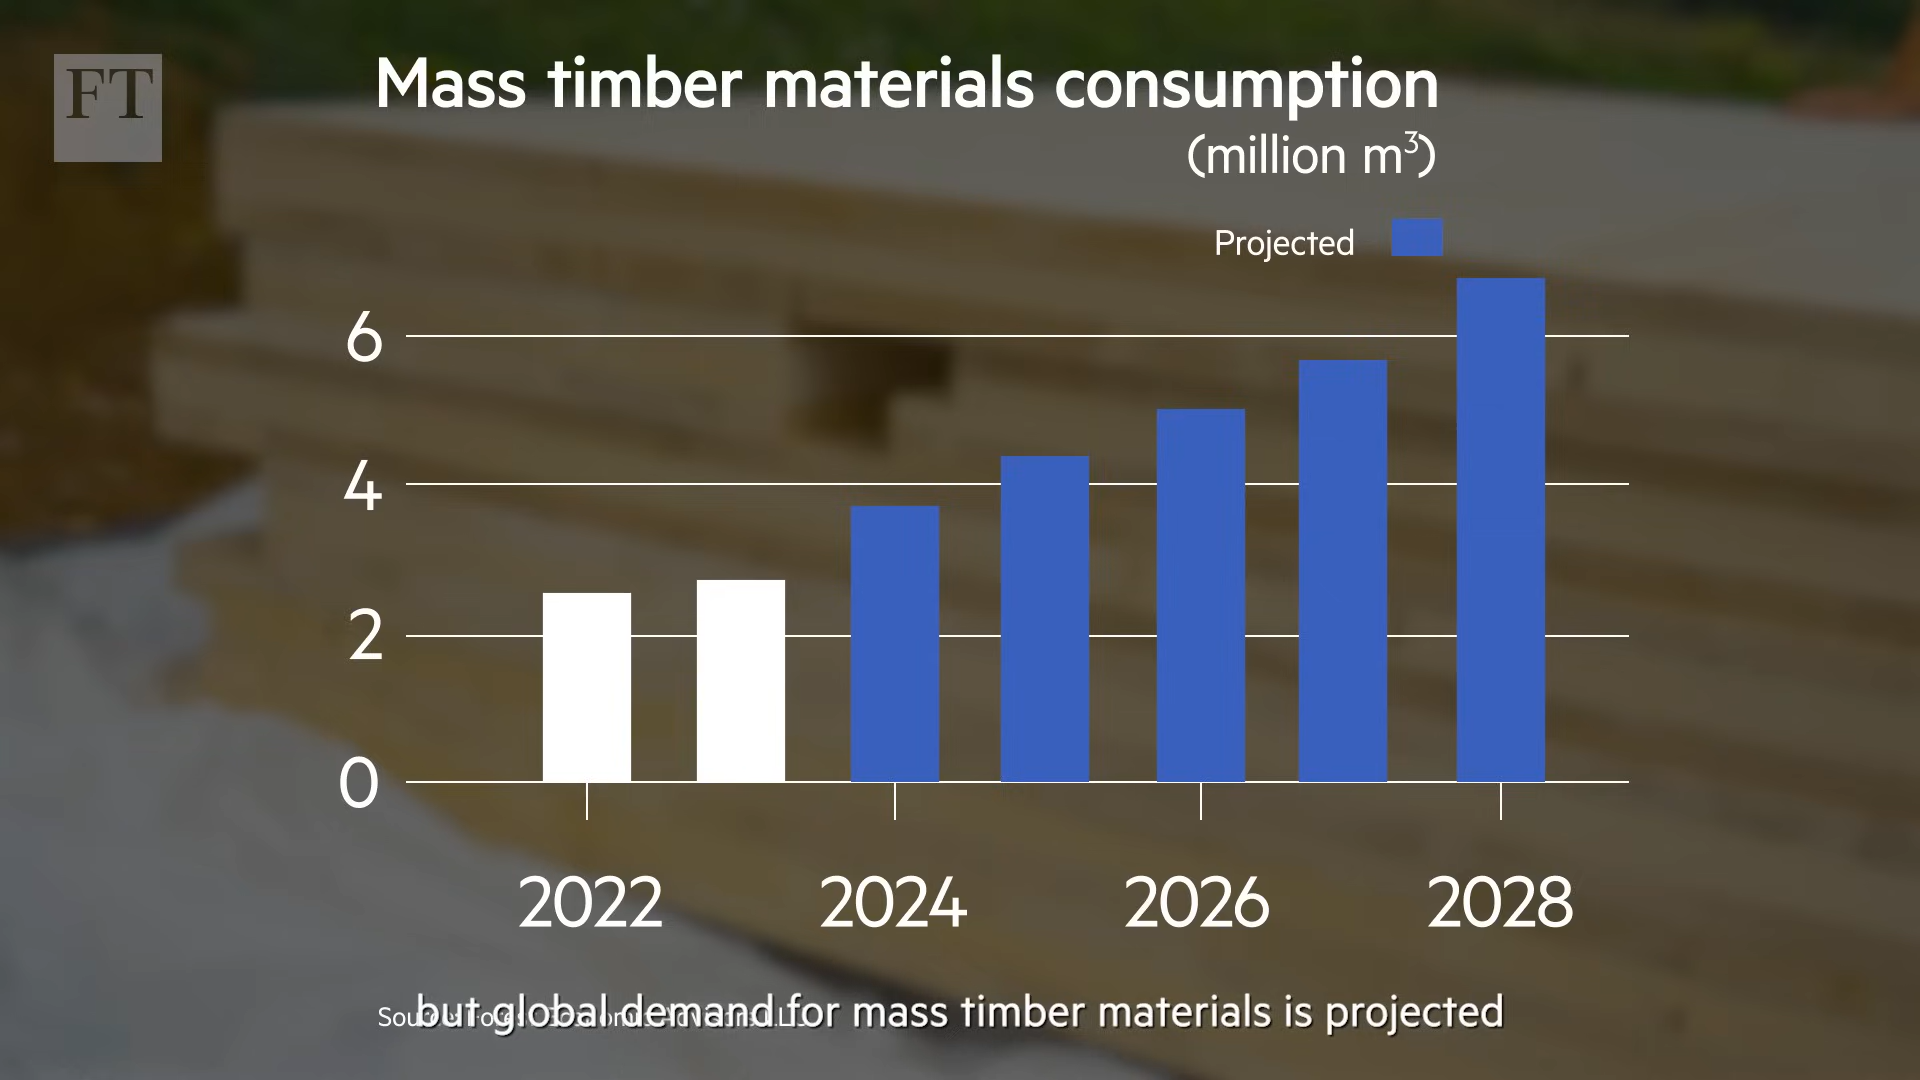 FT
Mass timber materials consumption
(million m³)
Projected
6
4
2
0
2022 2024 2026 2028
but global demand for mass timber materials is projected